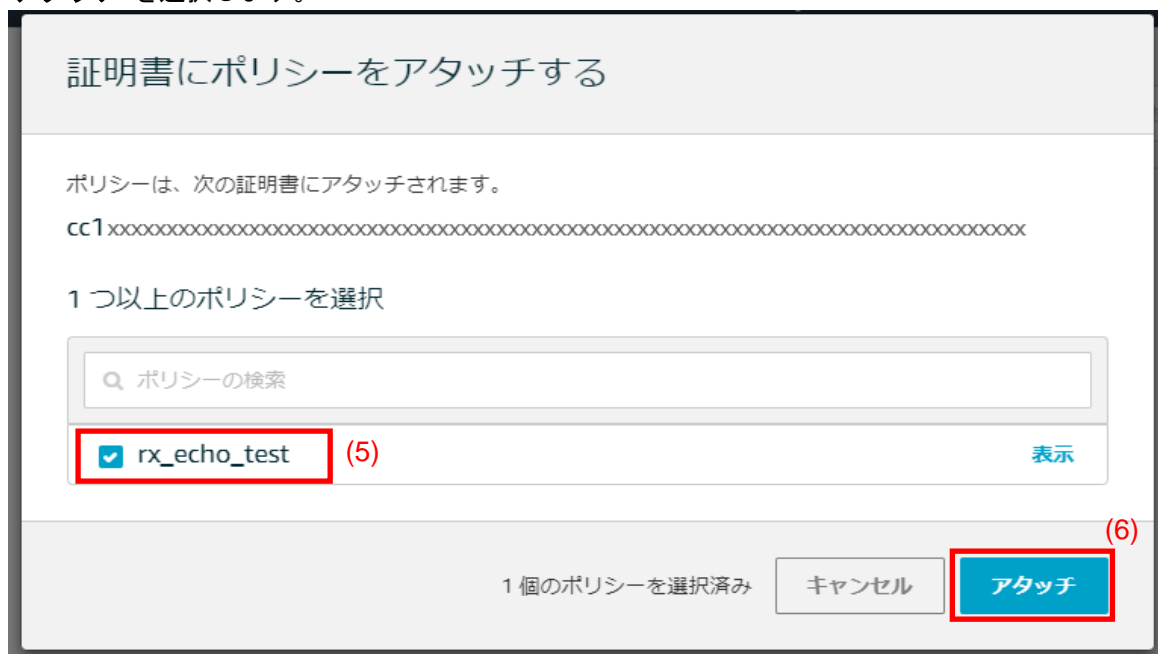 証明書にポリシーをアタッチする
ポリシーは、次の証明書にアタッチされます。
cc1xxxxxxxxxxxxxxxxxxxxxxxxxxxxxxxxxxxxxxxxxxxxxxxxxxxxxxxxxxxxxxxxxxxxxxxxxxxxx
1 つ以上のポリシーを選択
ポリシーの検索
rx_echo_test (5) 表示
(6)
1 個のポリシーを選択済み キャンセル アタッチ